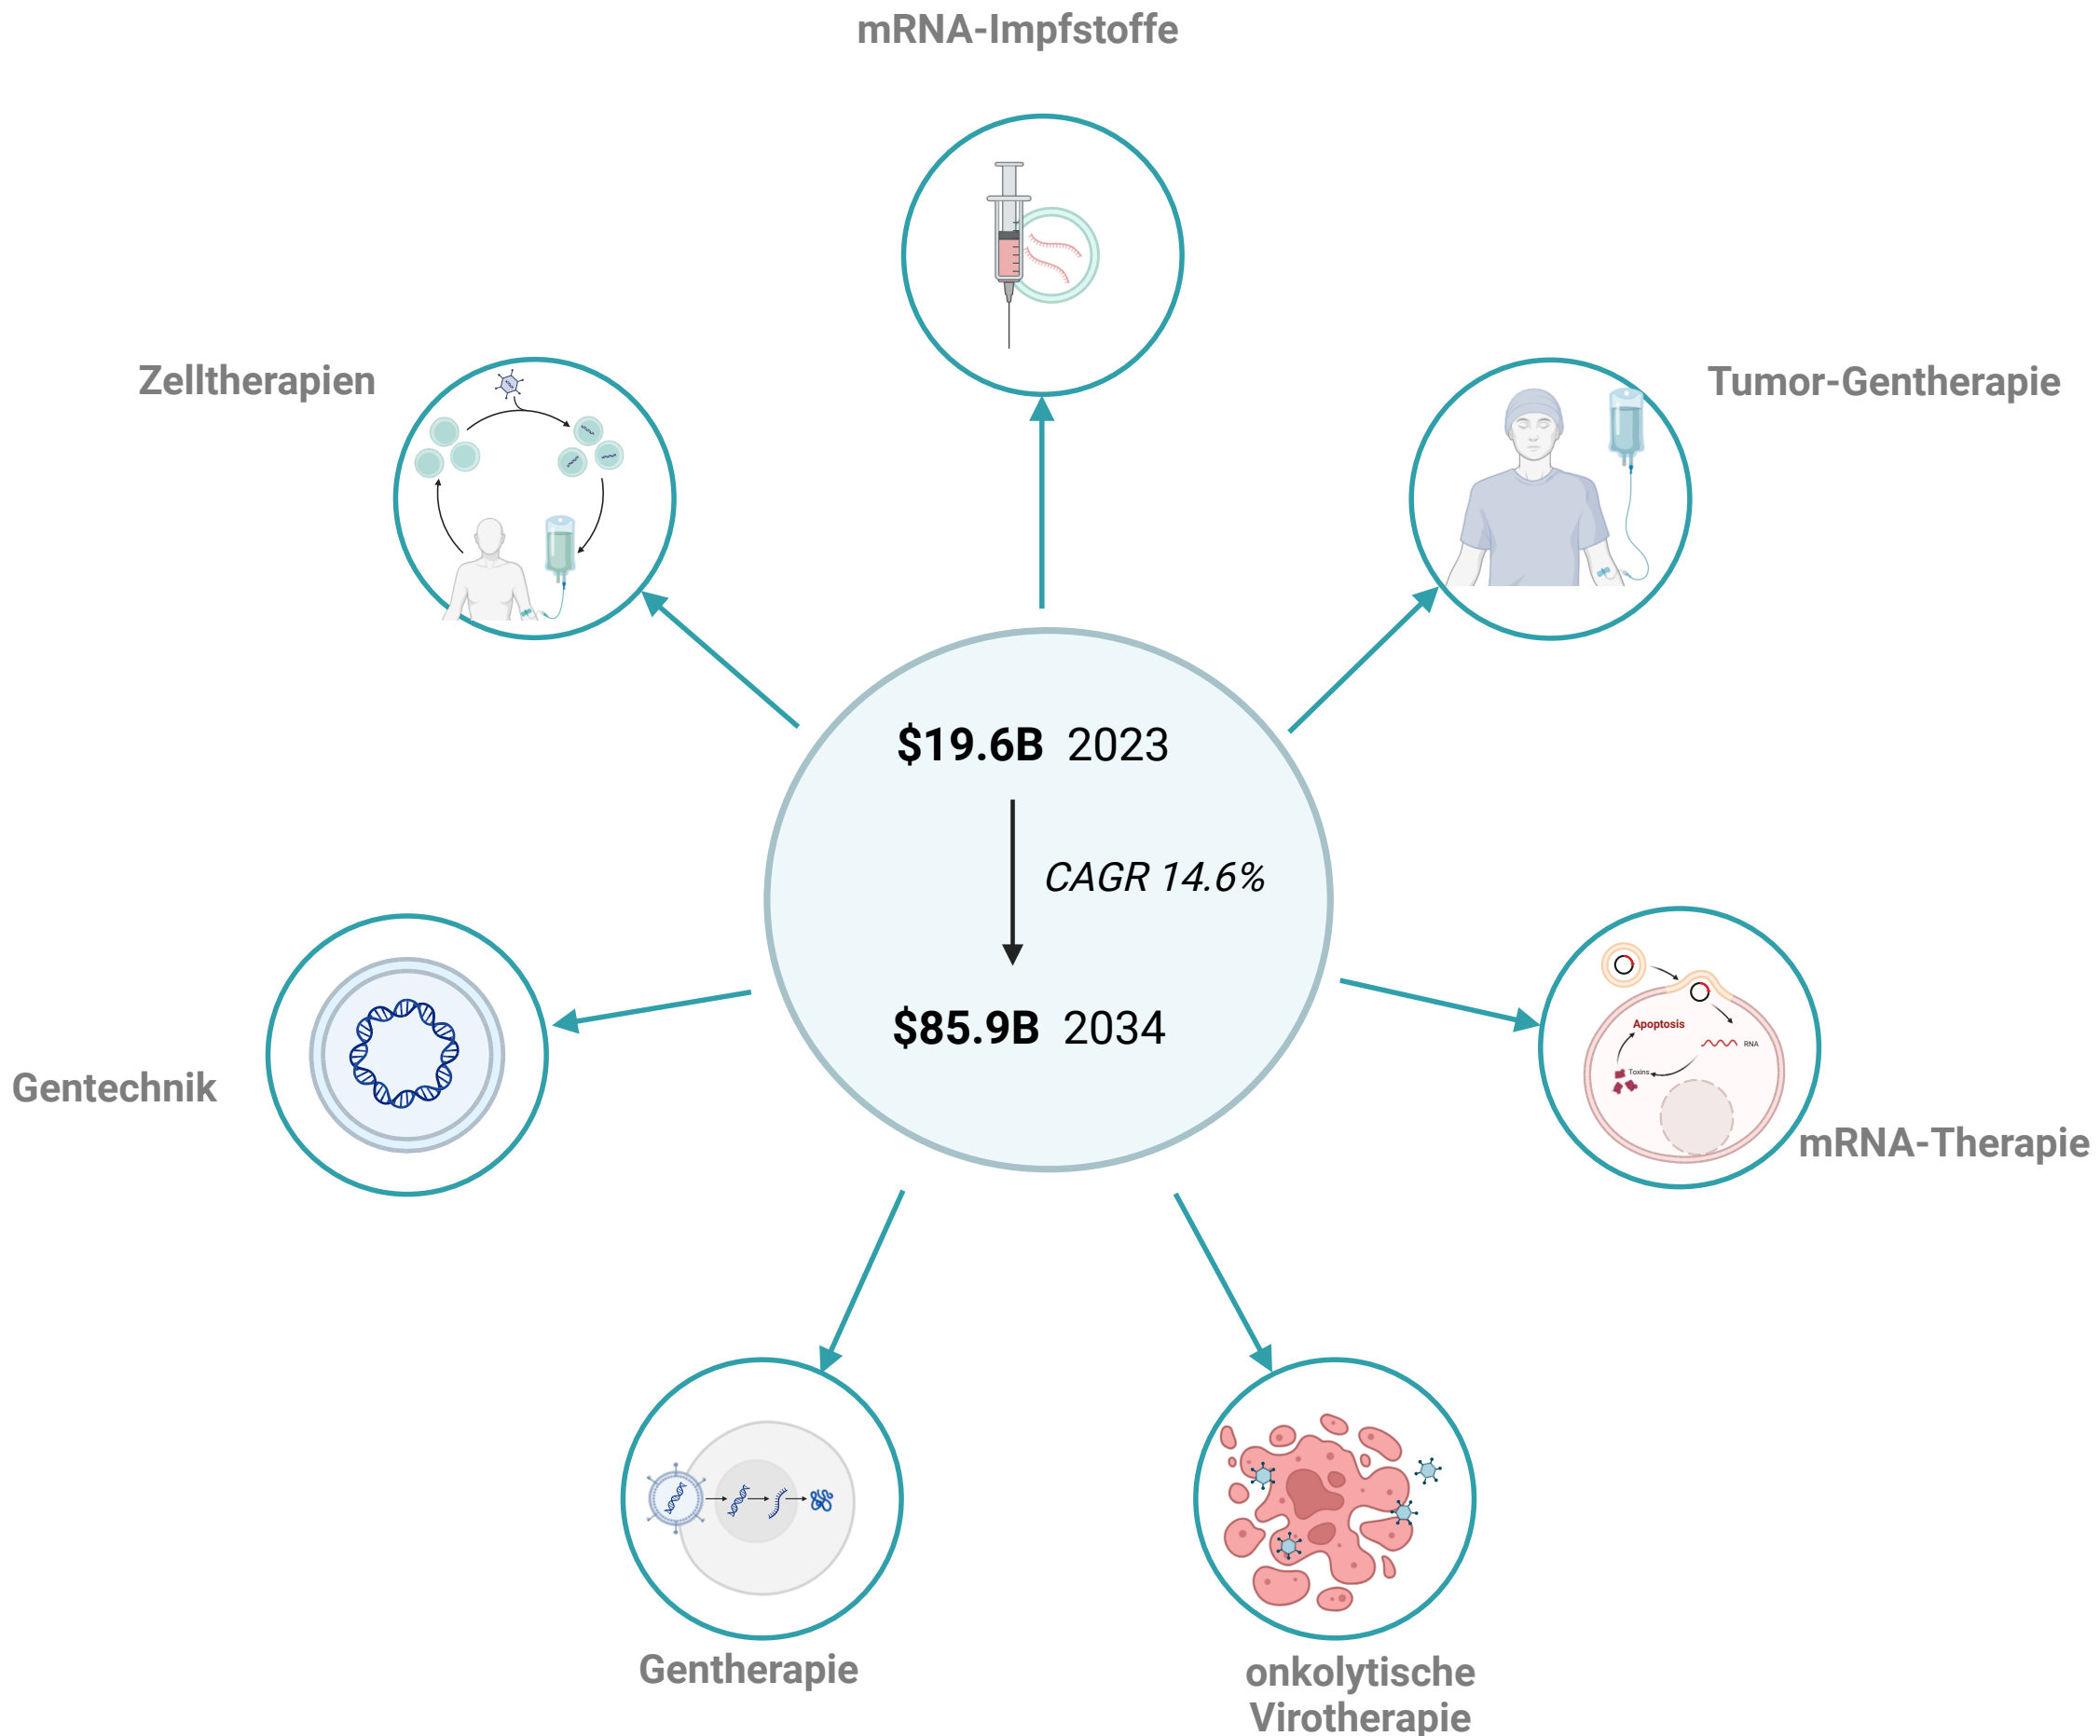 mRNA-Impfstoffe
Zelltherapien
Tumor-Gentherapie
$19.6B 2023
CAGR 14.6%
$85.9B 2034
Gentechnik
Apoptosis
RNA
Toxins
mRNA-Therapie
Gentherapie
onkolytische
Virotherapie